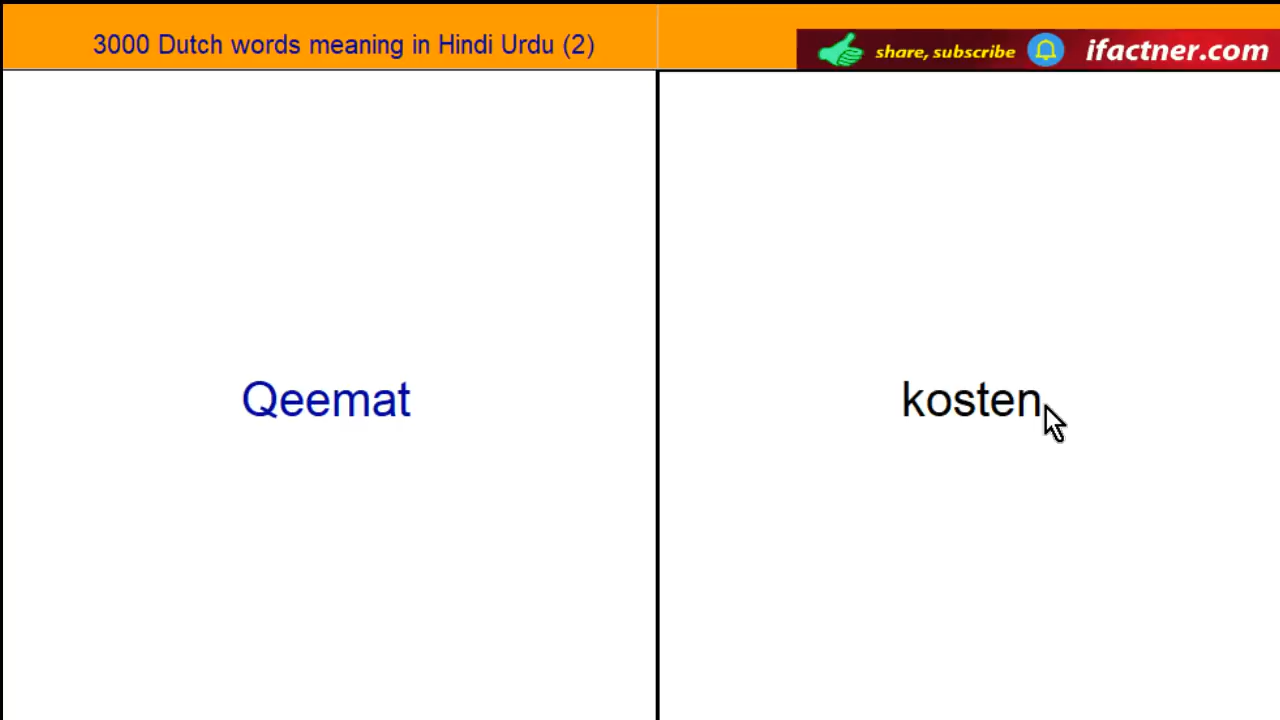 3000 Dutch words meaning in Hindi Urdu (2)
share, subscribe
ifactner.com
Qeemat
kosten